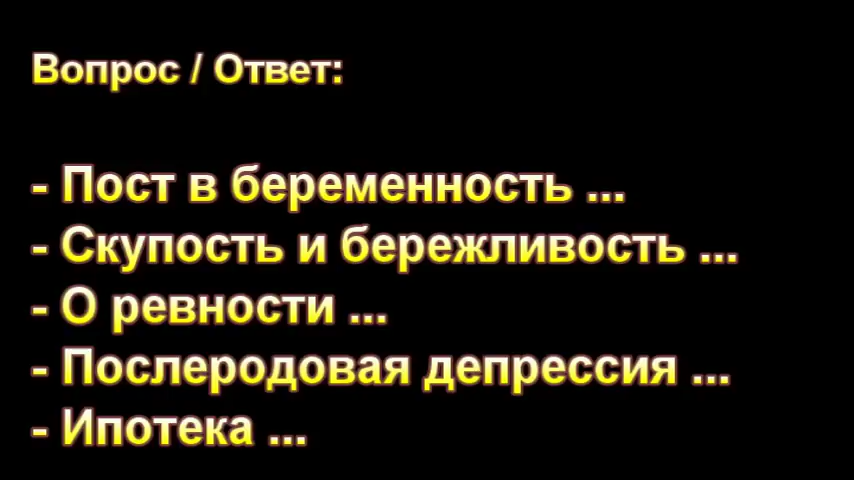 Вопрос / Ответ:
- Пост в беременность ...
- Скупость и бережливость ...
- О ревности ...
- Послеродовая депрессия ...
- Ипотека ...